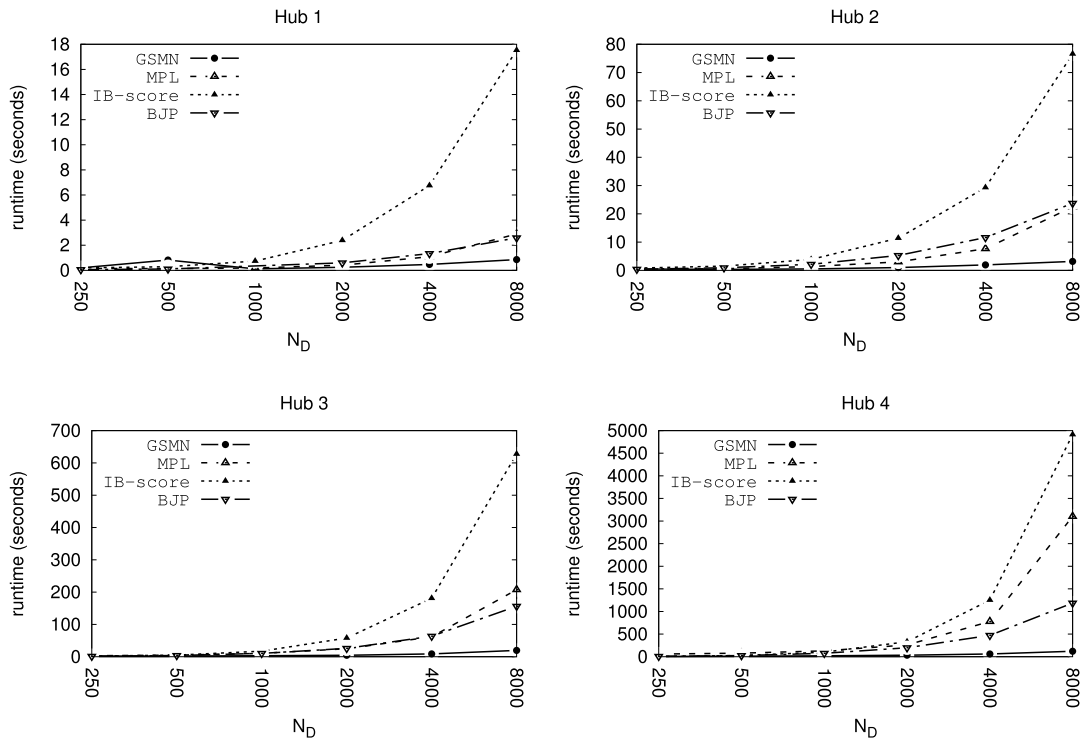 Hub 1
runtime (seconds)
18
16
14
12
10
8
6
4
2
0
GSMN
MPL
IB-score
BJP
250
500
1000
2000
4000
8000
N_D
Hub 2
runtime (seconds)
80
70
60
50
40
30
20
10
0
GSMN
MPL
IB-score
BJP
250
500
1000
2000
4000
8000
N_D
Hub 3
runtime (seconds)
700
600
500
400
300
200
100
0
GSMN
MPL
IB-score
BJP
250
500
1000
2000
4000
8000
N_D
Hub 4
runtime (seconds)
5000
4500
4000
3500
3000
2500
2000
1500
1000
500
0
GSMN
MPL
IB-score
BJP
250
500
1000
2000
4000
8000
N_D